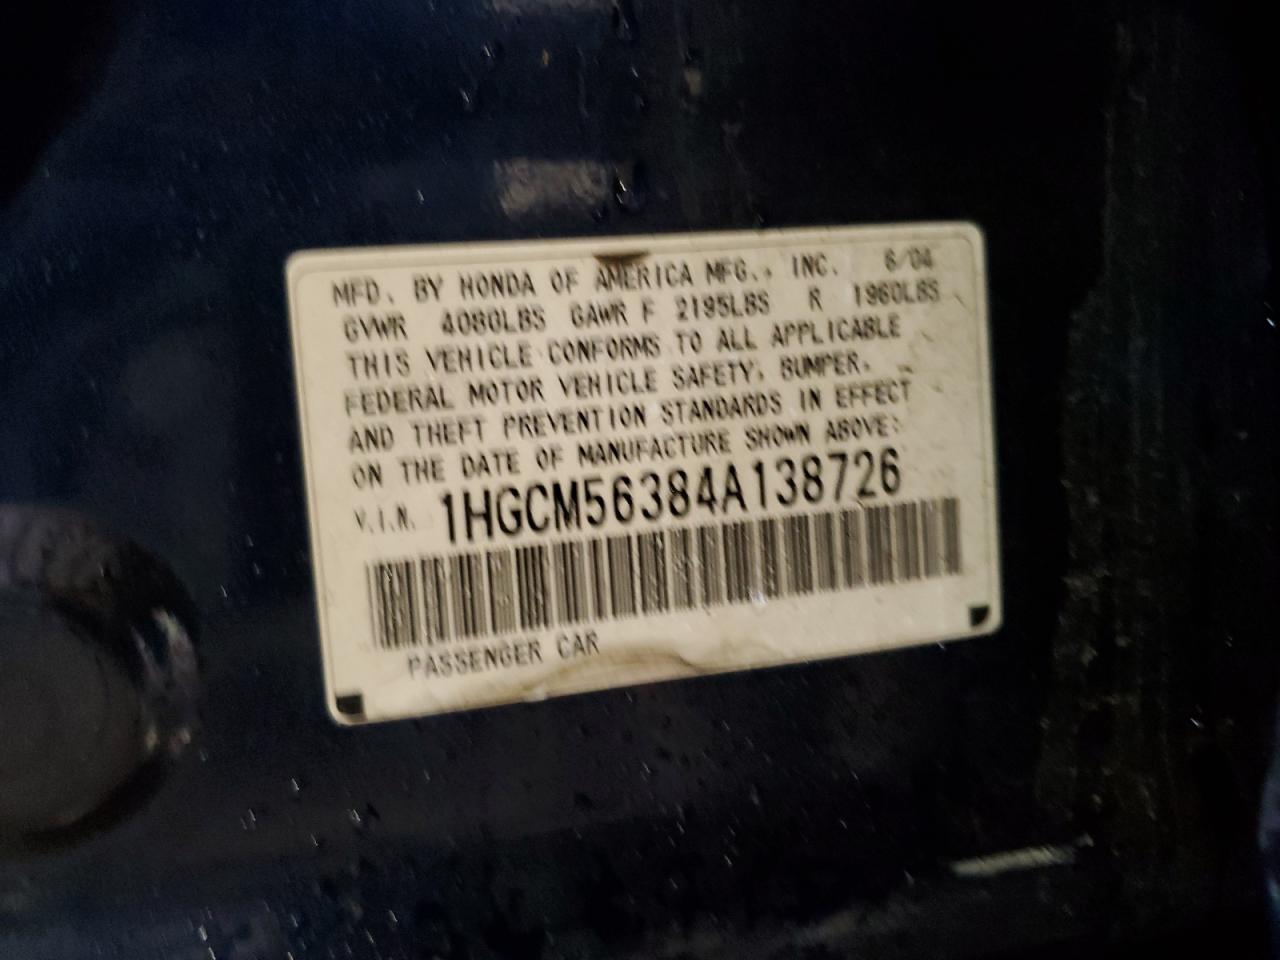 MFD. BY HONDA OF AMERICA MFG., INC. 6/04
GVWR 4080LBS GAWR F 2195LBS R 1960LBS
THIS VEHICLE CONFORMS TO ALL APPLICABLE
FEDERAL MOTOR VEHICLE SAFETY, BUMPER,
AND THEFT PREVENTION STANDARDS IN EFFECT
ON THE DATE OF MANUFACTURE SHOWN ABOVE:
V.I.N. 1HGCM56384A138726
PASSENGER CAR